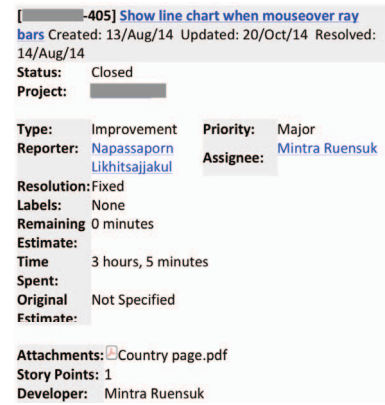 [-405] Show line chart when mouseover ray
bars Created: 13/Aug/14 Updated: 20/Oct/14 Resolved:
14/Aug/14
Status: Closed
Project:
Type: Improvement Priority: Major
Reporter: Napassaporn Likhitsajjakul Assignee: Mintra Ruensuk
Resolution: Fixed
Labels: None
Remaining Estimate: 0 minutes
Time Spent: 3 hours, 5 minutes
Original Estimate: Not Specified
Attachments: Country page.pdf
Story Points: 1
Developer: Mintra Ruensuk